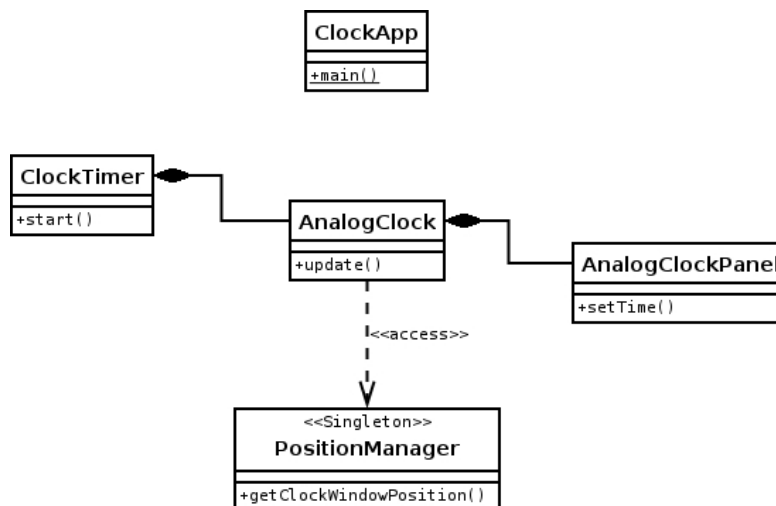 ClockApp
+main()
ClockTimer
+start()
AnalogClock
+update()
AnalogClockPanel
+setTime()
<<access>>
<<Singleton>>
PositionManager
+getClockWindowPosition()